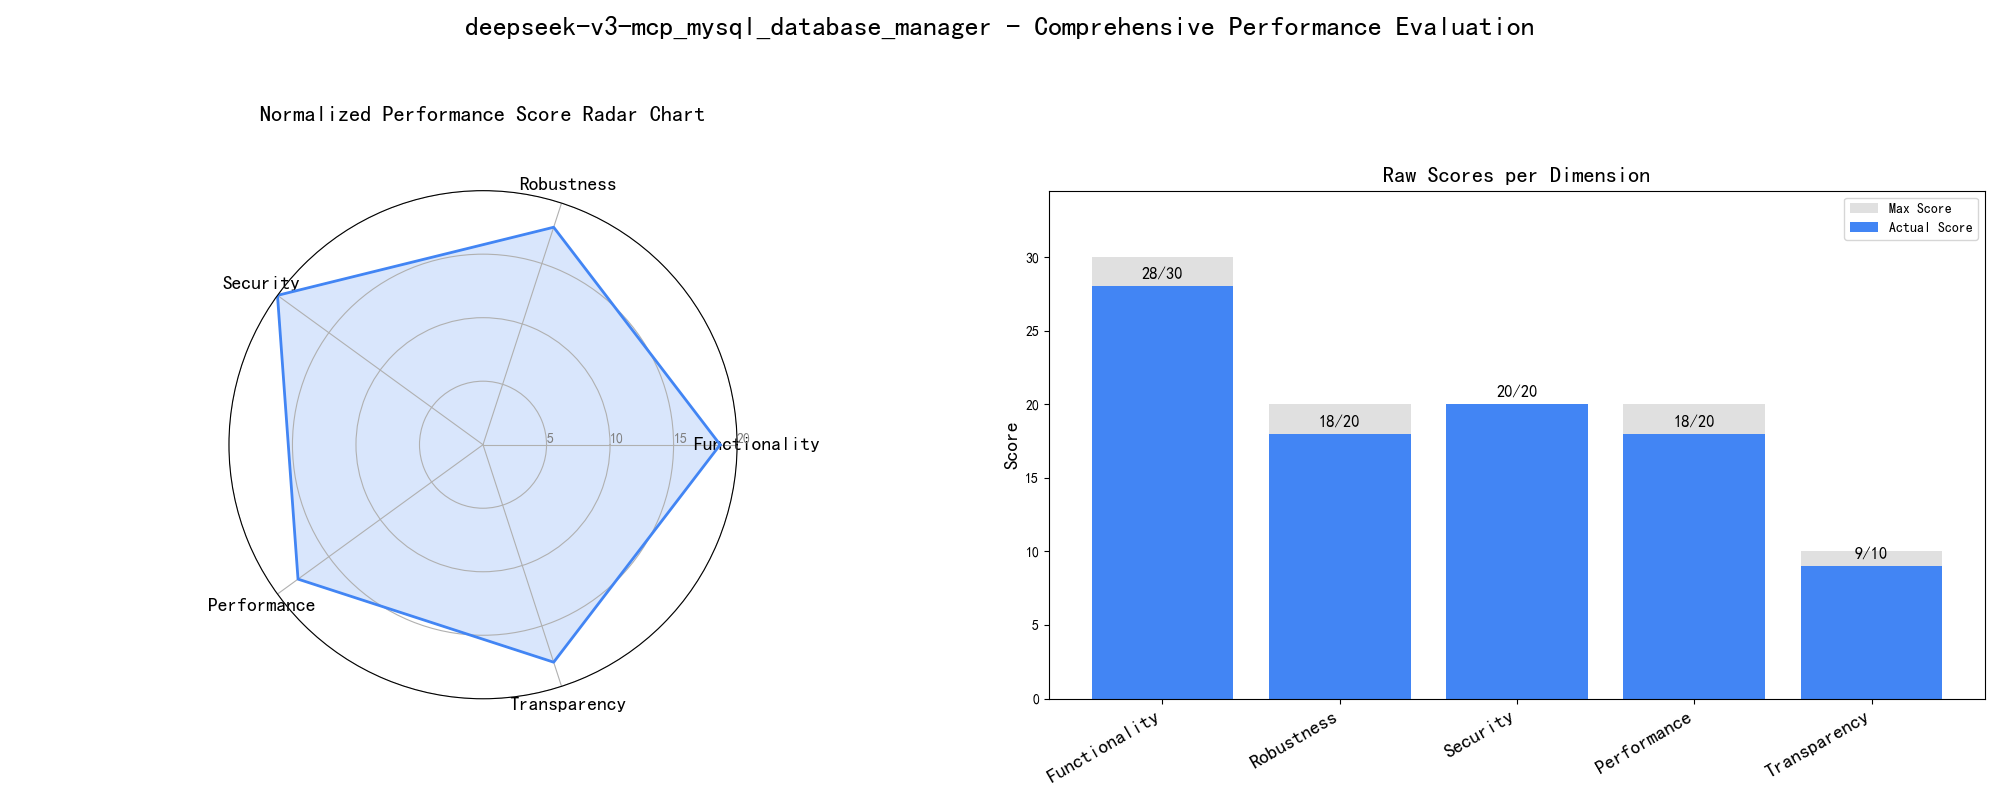 deepseek-v3-mcp_mysql_database_manager - Comprehensive Performance Evaluation
Normalized Performance Score Radar Chart
Robustness
Security
Functionality
5
10
15
20
Performance
Transparency
Raw Scores per Dimension
Max Score
Actual Score
Score
30
25
20
15
10
5
0
28/30
18/20
20/20
18/20
9/10
Functionality
Robustness
Security
Performance
Transparency